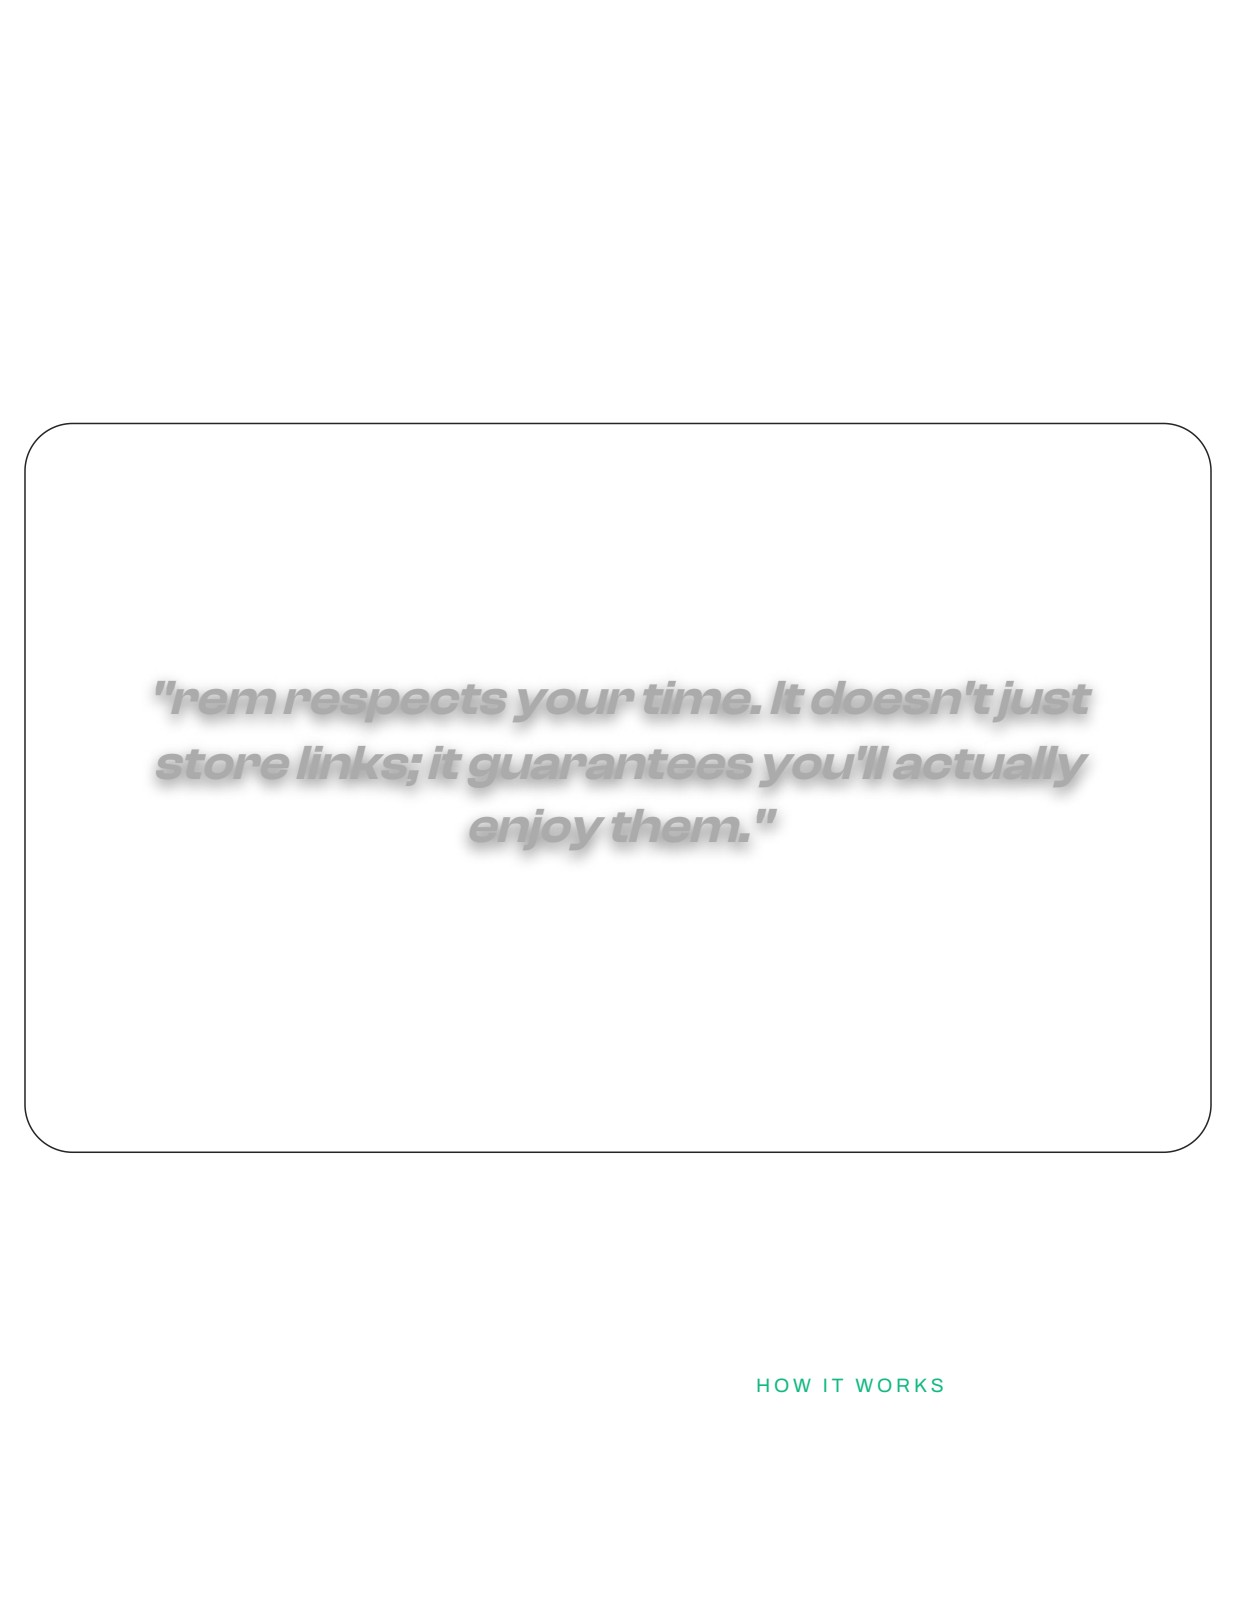 "rem respects your time. It doesn't just
store links; it guarantees you'll actually
enjoy them."
HOW IT WORKS